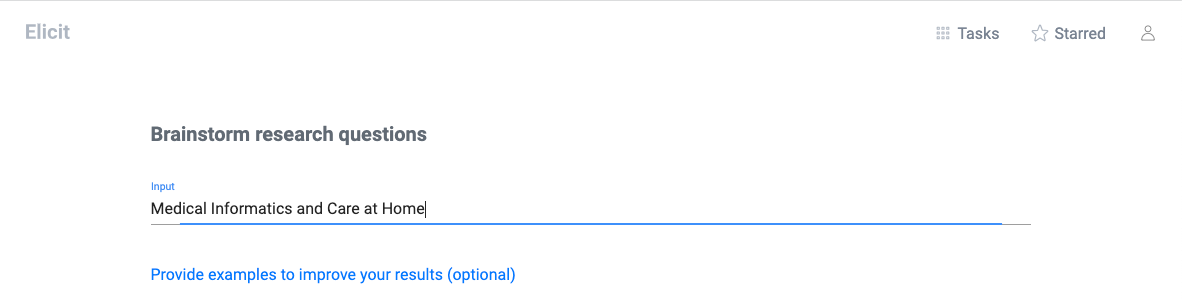 Elicit
Tasks
Starred
Brainstorm research questions
Input
Medical Informatics and Care at Home
Provide examples to improve your results (optional)